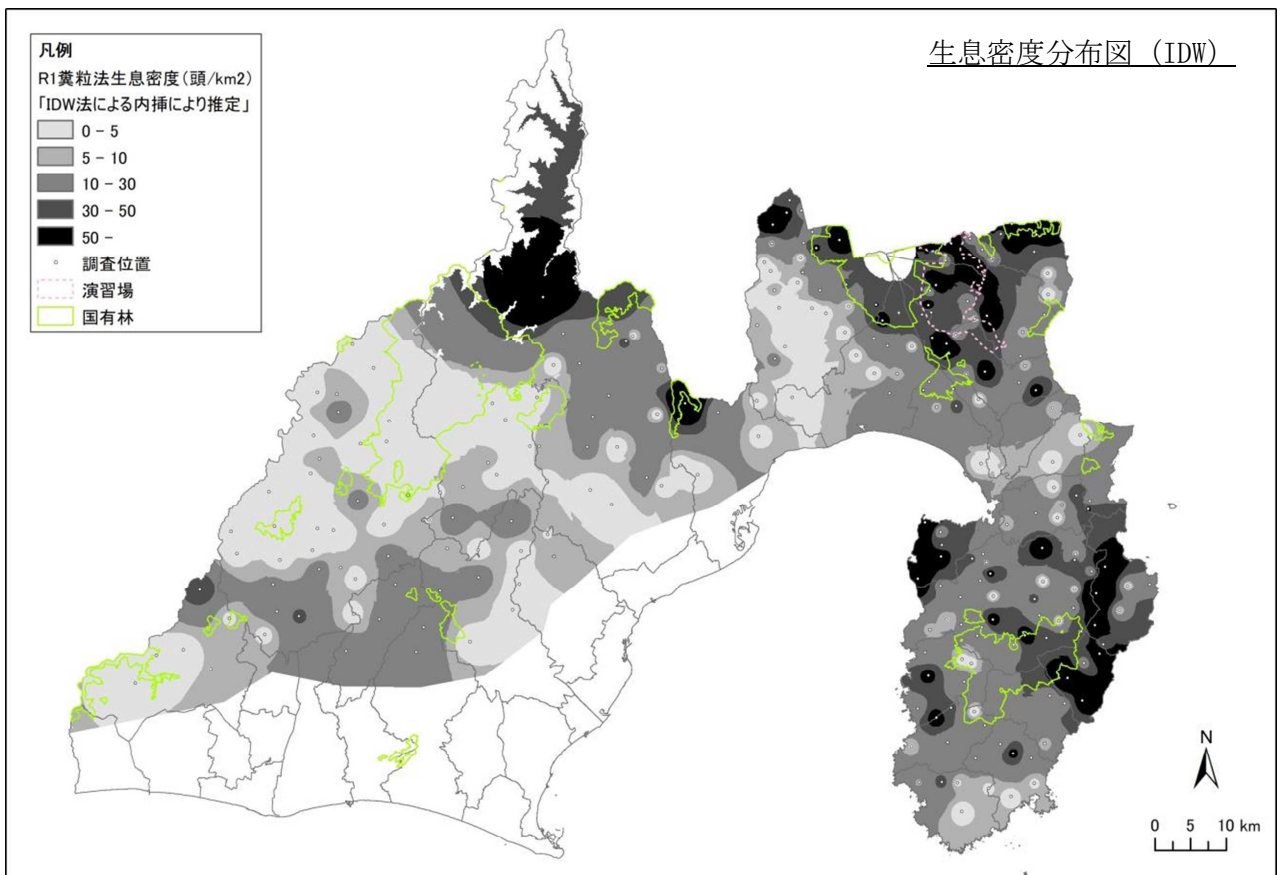 生息密度分布図 (IDW)
凡例
R1糞粒法生息密度(頭/km2)
「IDW法による内挿により推定」
0 - 5
5 - 10
10 - 30
30 - 50
50 -
調査位置
演習場
国有林
N
0 5 10 km